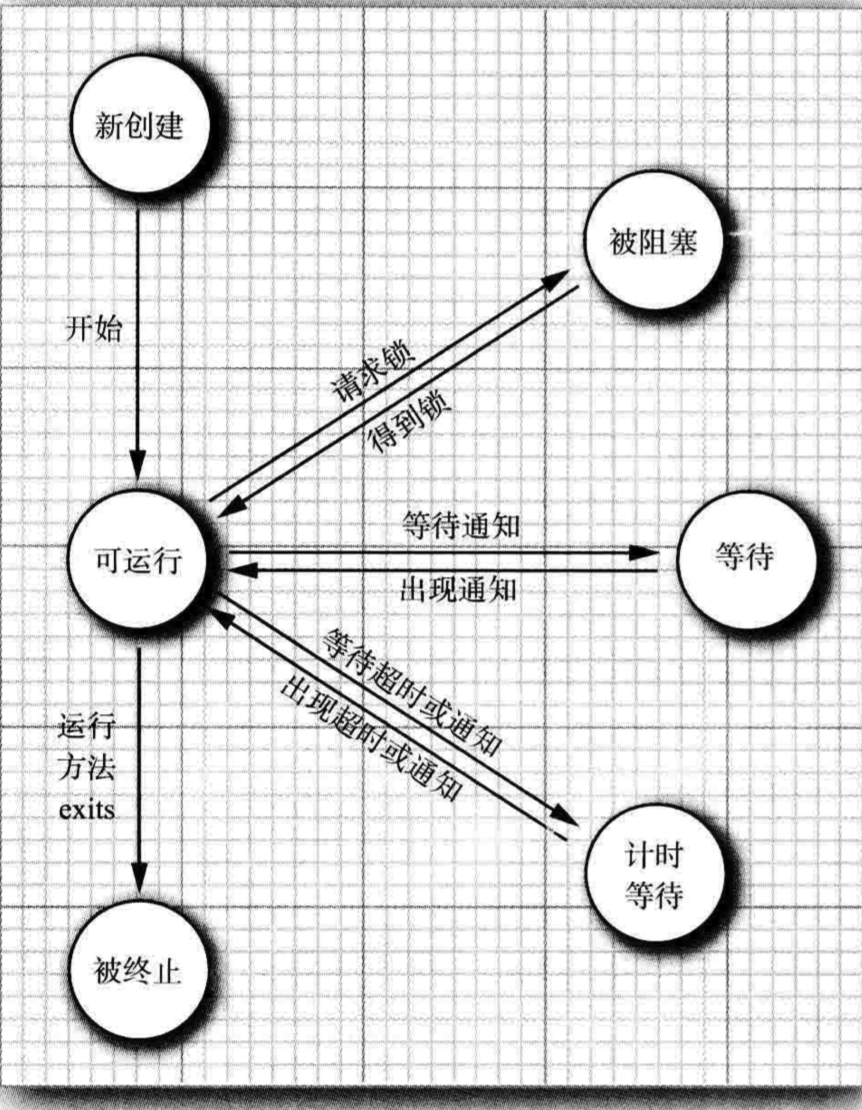 新创建
被阻塞
开始
请求锁
得到锁
等待通知
可运行
等待
出现通知
等待超时或通知
出现超时或通知
运行
方法
exits
计时
等待
被终止